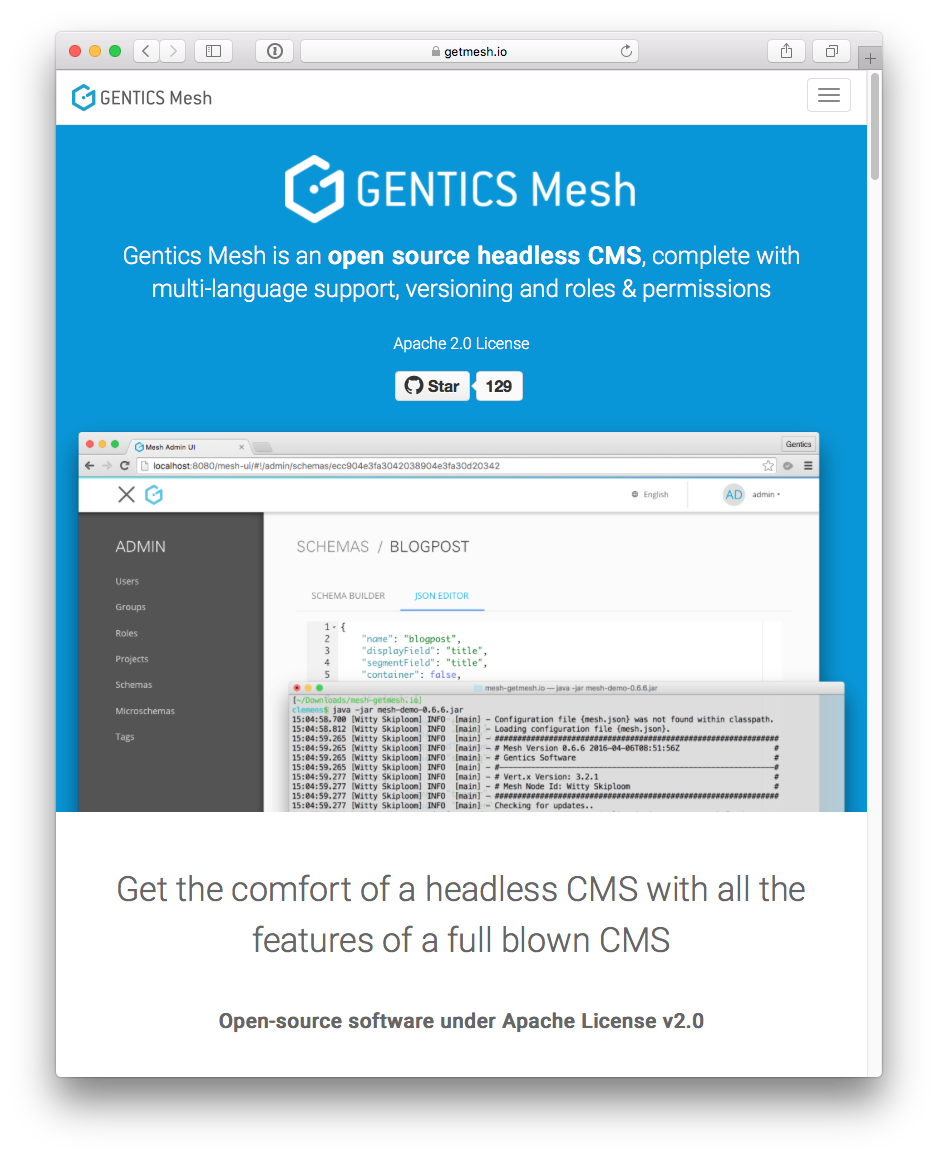 getmesh.io
GENTICS Mesh
GENTICS Mesh
Gentics Mesh is an open source headless CMS, complete with
multi-language support, versioning and roles & permissions
Apache 2.0 License
Star 129
Mesh Admin UI
Gentics
localhost:8080/mesh-ui/#!/admin/schemas/ecc904e3fa3042038904e3fa30d20342
English
AD admin
ADMIN
Users
Groups
Roles
Projects
Schemas
Microschemas
Tags
SCHEMAS / BLOGPOST
SCHEMA BUILDER JSON EDITOR
1 {
2 "name": "blogpost",
3 "displayField": "title",
4 "segmentField": "title",
5 "container": false,
mesh-getmesh.io — java -jar mesh-demo-0.6.6.jar
[~/Downloads/mesh-getmesh.io]
clemens$ java -jar mesh-demo-0.6.6.jar
15:04:58.700 [Witty Skiploom] INFO [main] - Configuration file {mesh.json} was not found within classpath.
15:04:58.812 [Witty Skiploom] INFO [main] - Loading configuration file {mesh.json}.
15:04:59.265 [Witty Skiploom] INFO [main] - ###############################################################
15:04:59.265 [Witty Skiploom] INFO [main] - # Mesh Version 0.6.6 2016-04-06T08:51:56Z #
15:04:59.265 [Witty Skiploom] INFO [main] - # Gentics Software #
15:04:59.265 [Witty Skiploom] INFO [main] - #-------------------------------------------------------------#
15:04:59.277 [Witty Skiploom] INFO [main] - # Vert.x Version: 3.2.1 #
15:04:59.277 [Witty Skiploom] INFO [main] - # Mesh Node Id: Witty Skiploom #
15:04:59.277 [Witty Skiploom] INFO [main] - ###############################################################
15:04:59.277 [Witty Skiploom] INFO [main] - Checking for updates..
Get the comfort of a headless CMS with all the
features of a full blown CMS
Open-source software under Apache License v2.0